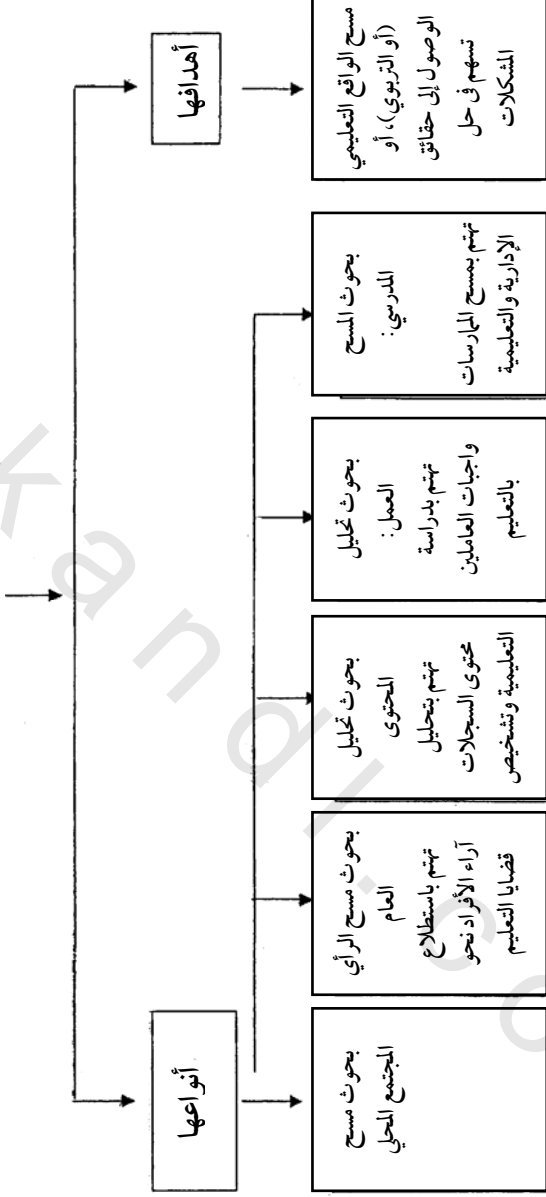 أهدافها
مسح الواقع التعليمي
(أو التربوي)، أو
الوصول إلى حقائق
تسهم في حل
المشكلات
أنواعها
بحوث المسح
المدرسي:
تهتم بمسح الممارسات
الإدارية والتعليمية
بحوث تحليل
العمل:
تهتم بدراسة
واجبات العاملين
بالتعليم
بحوث تحليل
المحتوى
تهتم بتحليل
محتوى السجلات
التعليمية وتشخيص
بحوث مسح الرأي
العام
تهتم باستطلاع
آراء الأفراد نحو
قضايا التعليم
بحوث مسح
المجتمع المحلي
kandi.co